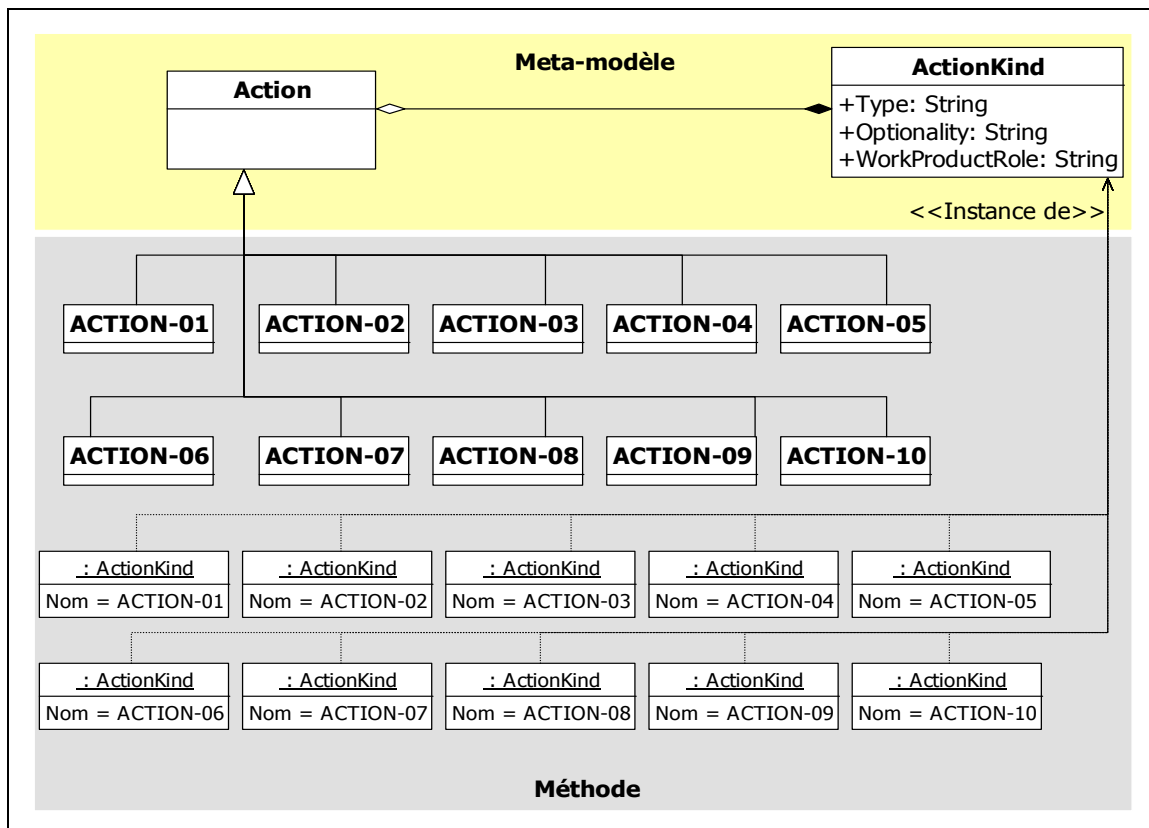 Meta-modèle
Action
ActionKind
+Type: String
+Optionality: String
+WorkProductRole: String
<<Instance de>>
ACTION-01 ACTION-02 ACTION-03 ACTION-04 ACTION-05
ACTION-06 ACTION-07 ACTION-08 ACTION-09 ACTION-10
: ActionKind : ActionKind : ActionKind : ActionKind : ActionKind
Nom = ACTION-01 Nom = ACTION-02 Nom = ACTION-03 Nom = ACTION-04 Nom = ACTION-05
: ActionKind : ActionKind : ActionKind : ActionKind : ActionKind
Nom = ACTION-06 Nom = ACTION-07 Nom = ACTION-08 Nom = ACTION-09 Nom = ACTION-10
Méthode